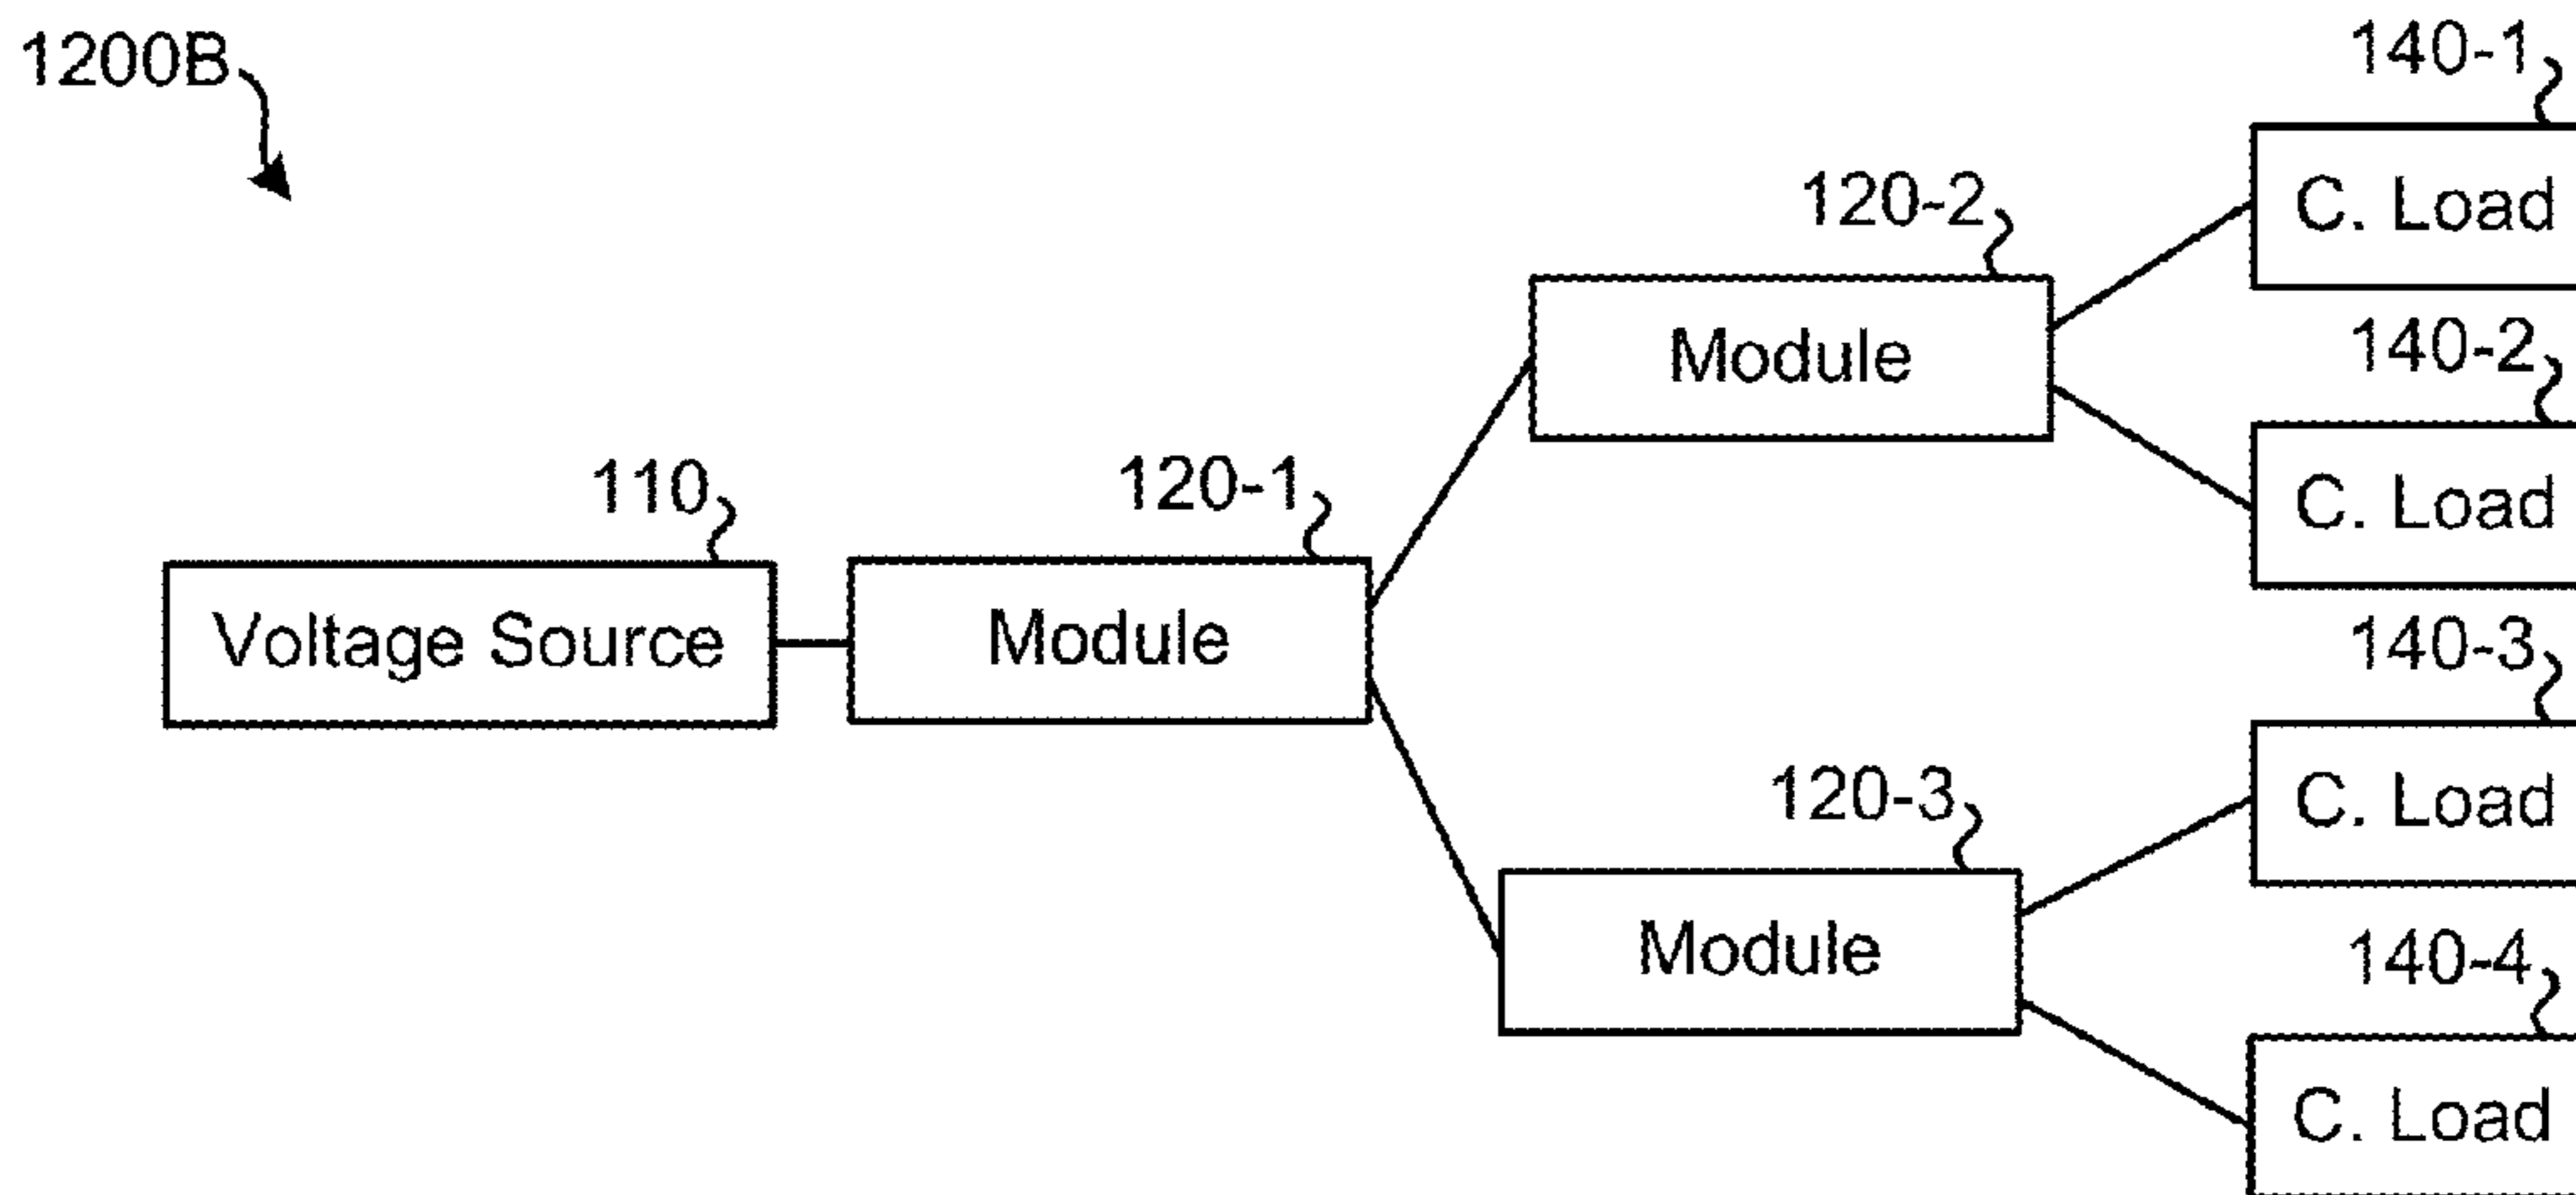 1200B
140-1
C. Load
120-2
Module
140-2
C. Load
110
Voltage Source
120-1
Module
140-3
C. Load
120-3
Module
140-4
C. Load